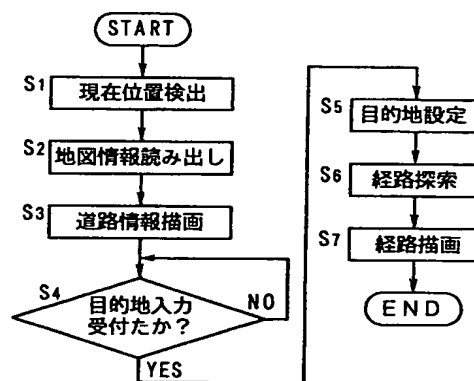 START
S1 現在位置検出
S2 地図情報読み出し
S3 道路情報描画
S4 目的地入力
受付たか?
NO
YES
S5 目的地設定
S6 経路探索
S7 経路描画
END